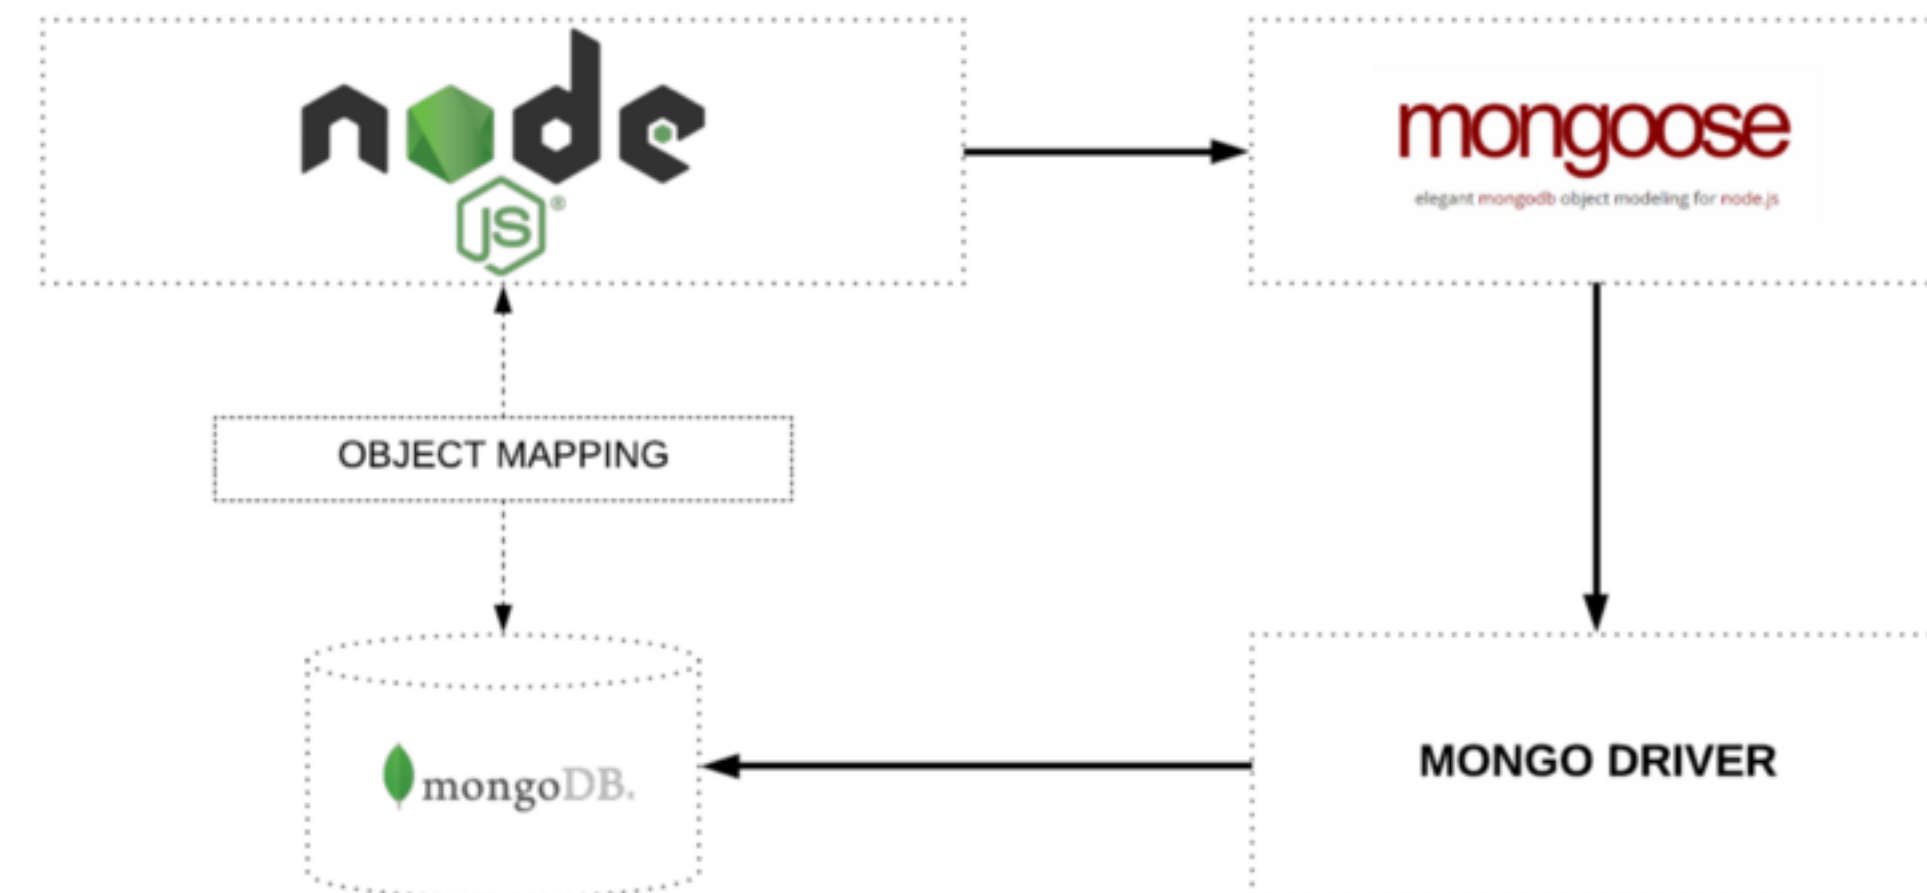 node
JS ®
mongoose
elegant mongodb object modeling for node.js
OBJECT MAPPING
mongoDB.
MONGO DRIVER